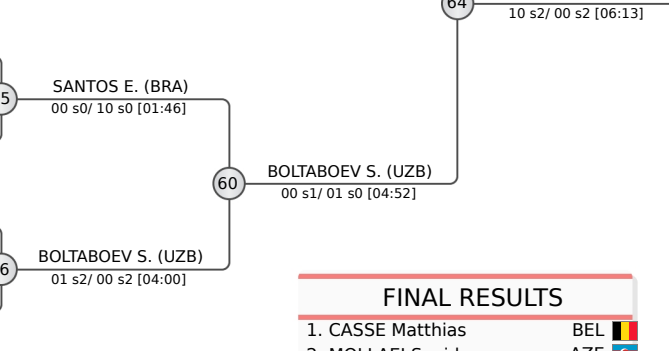 64
10 s2/ 00 s2 [06:13]
5
SANTOS E. (BRA)
00 s0/ 10 s0 [01:46]
60
BOLTABOEV S. (UZB)
00 s1/ 01 s0 [04:52]
6
BOLTABOEV S. (UZB)
01 s2/ 00 s2 [04:00]
FINAL RESULTS
1. CASSE Matthias BEL